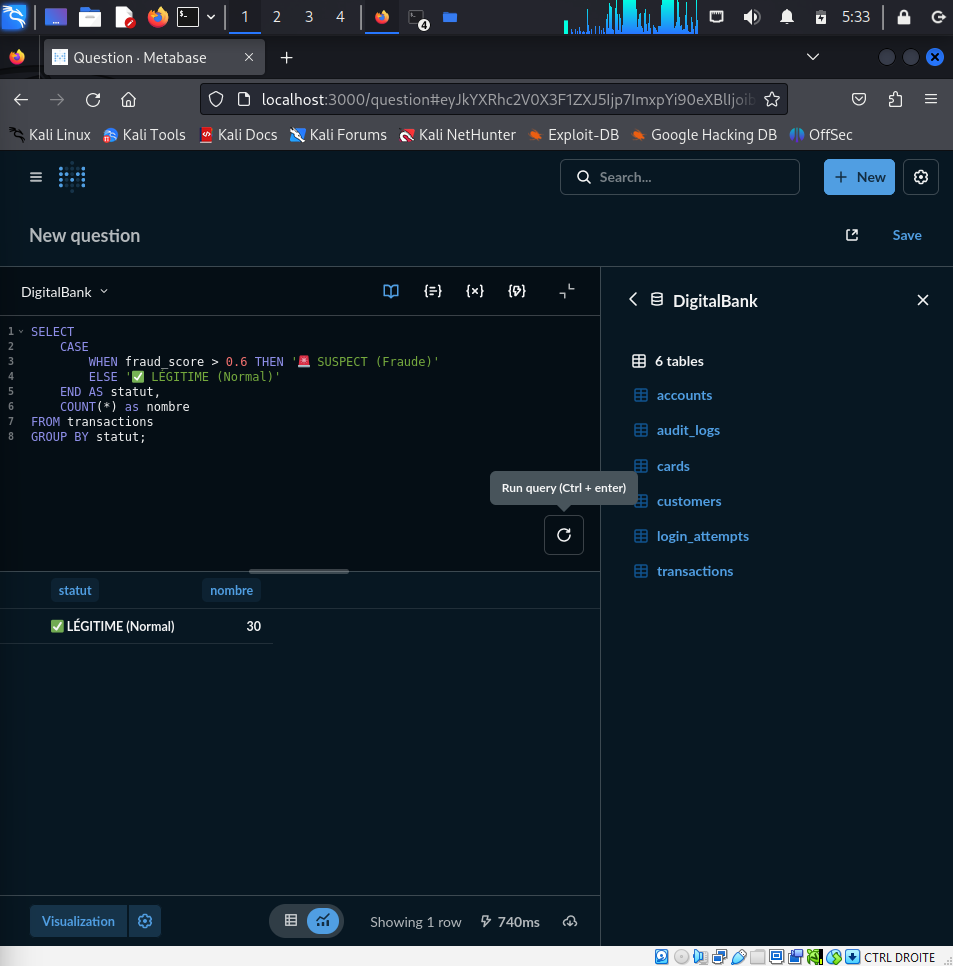 1
2
3
4
4
5:33
Question · Metabase
localhost:3000/question#eyJkYXRhc2V0X3F1ZXJ5Ijp7ImxpYi90eXBlIjoib
Kali Linux Kali Tools Kali Docs Kali Forums Kali NetHunter Exploit-DB Google Hacking DB OffSec
Search...
+ New
New question
Save
DigitalBank
DigitalBank
1 SELECT
2 CASE
3 WHEN fraud_score > 0.6 THEN '🚨 SUSPECT (Fraude)'
4 ELSE '✅ LÉGITIME (Normal)'
5 END AS statut,
6 COUNT(*) as nombre
7 FROM transactions
8 GROUP BY statut;
6 tables
accounts
audit_logs
cards
customers
login_attempts
transactions
Run query (Ctrl + enter)
statut nombre
✅ LÉGITIME (Normal) 30
Visualization
Showing 1 row
740ms
CTRL DROITE